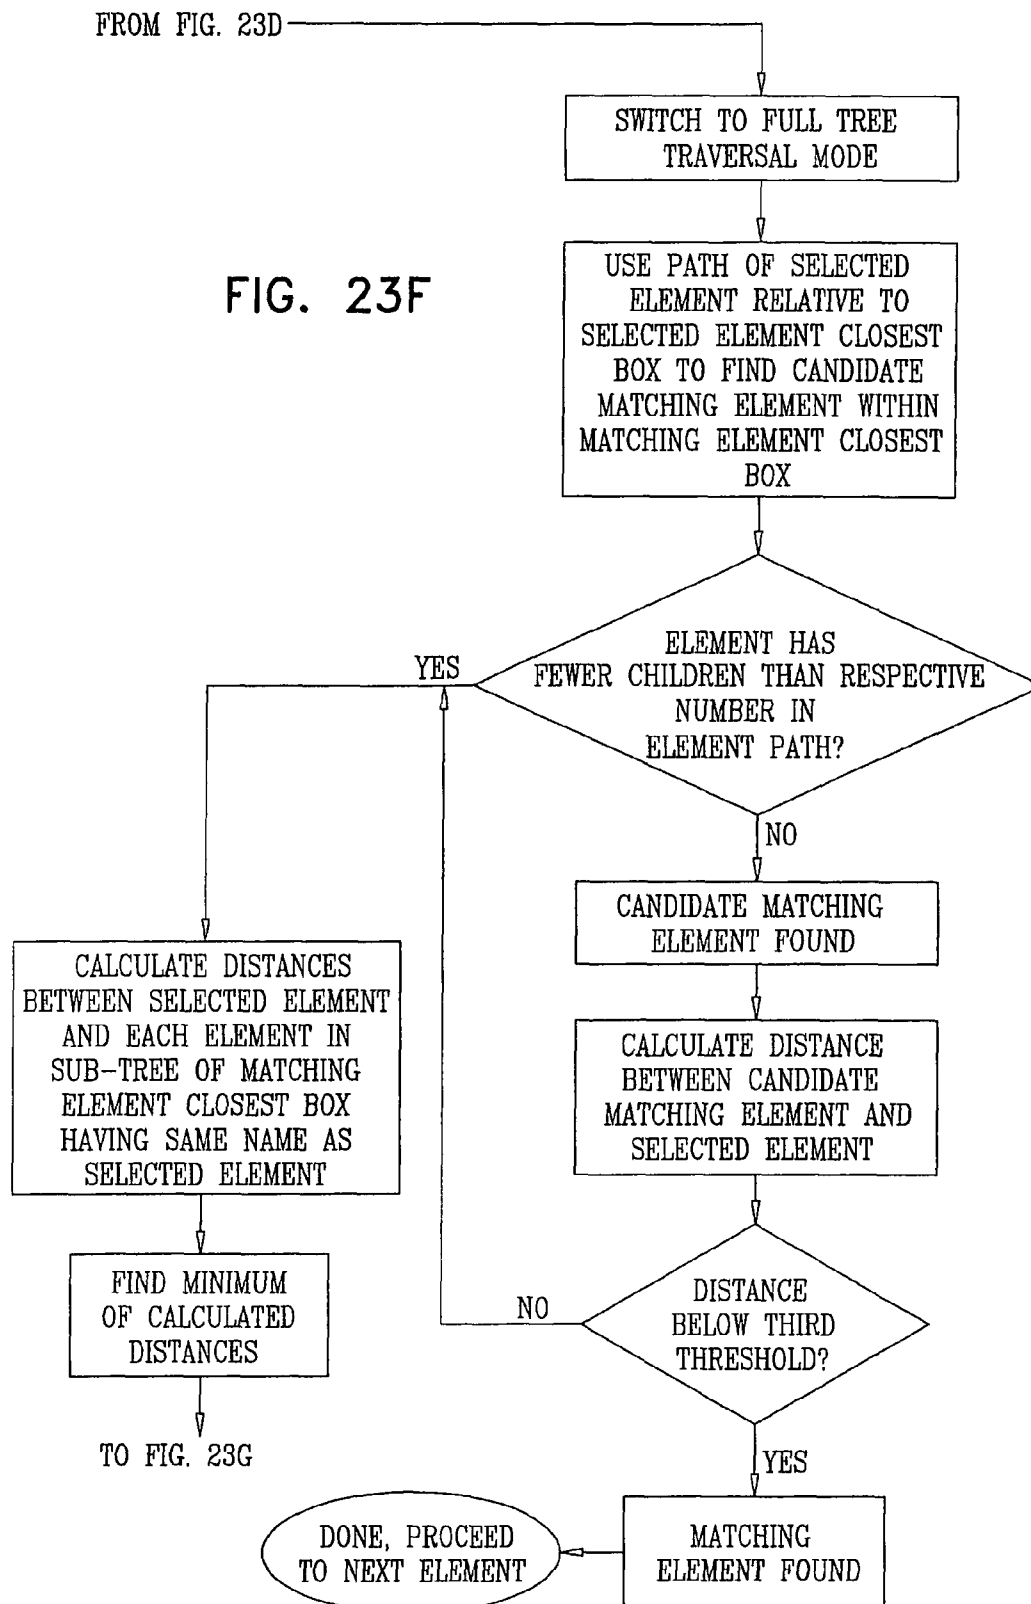 FROM FIG. 23D
SWITCH TO FULL TREE
TRAVERSAL MODE
FIG. 23F
USE PATH OF SELECTED
ELEMENT RELATIVE TO
SELECTED ELEMENT CLOSEST
BOX TO FIND CANDIDATE
MATCHING ELEMENT WITHIN
MATCHING ELEMENT CLOSEST
BOX
ELEMENT HAS
FEWER CHILDREN THAN RESPECTIVE
NUMBER IN
ELEMENT PATH?
YES
NO
CANDIDATE MATCHING
ELEMENT FOUND
CALCULATE DISTANCES
BETWEEN SELECTED ELEMENT
AND EACH ELEMENT IN
SUB-TREE OF MATCHING
ELEMENT CLOSEST BOX
HAVING SAME NAME AS
SELECTED ELEMENT
CALCULATE DISTANCE
BETWEEN CANDIDATE
MATCHING ELEMENT AND
SELECTED ELEMENT
FIND MINIMUM
OF CALCULATED
DISTANCES
NO
DISTANCE
BELOW THIRD
THRESHOLD?
TO FIG. 23G
YES
DONE, PROCEED
TO NEXT ELEMENT
MATCHING
ELEMENT FOUND